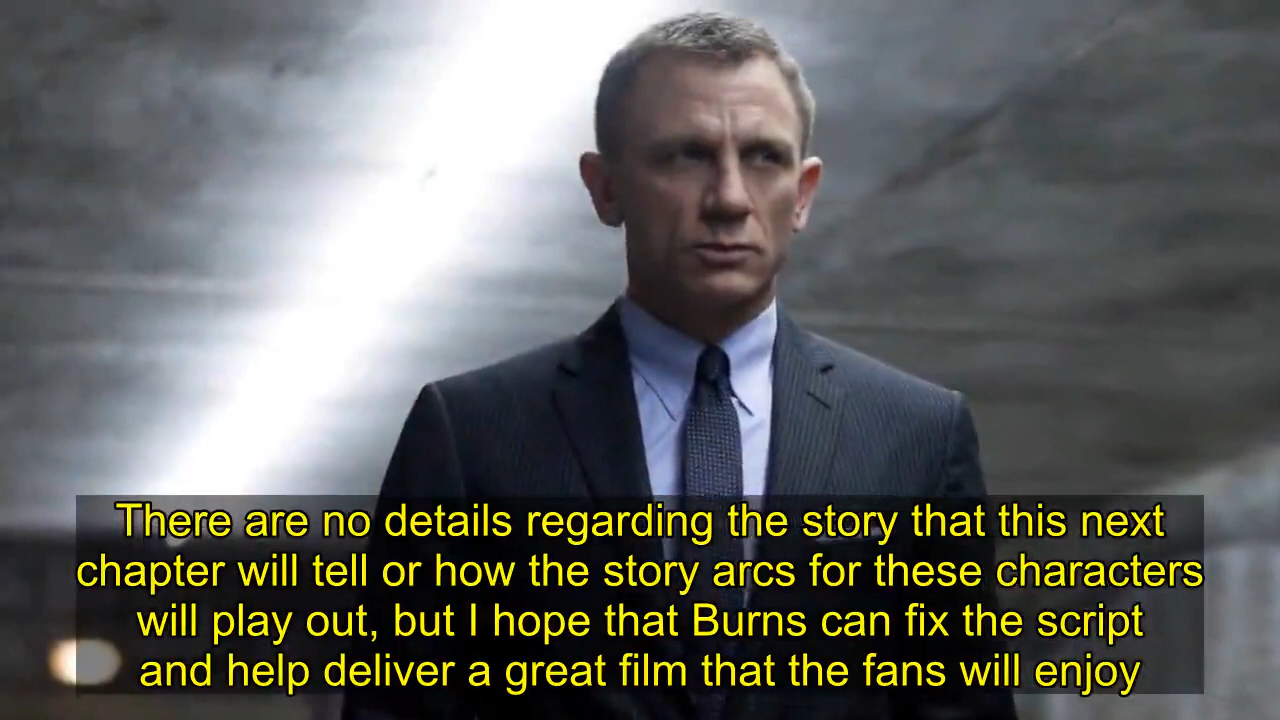 There are no details regarding the story that this next
chapter will tell or how the story arcs for these characters
will play out, but I hope that Burns can fix the script
and help deliver a great film that the fans will enjoy